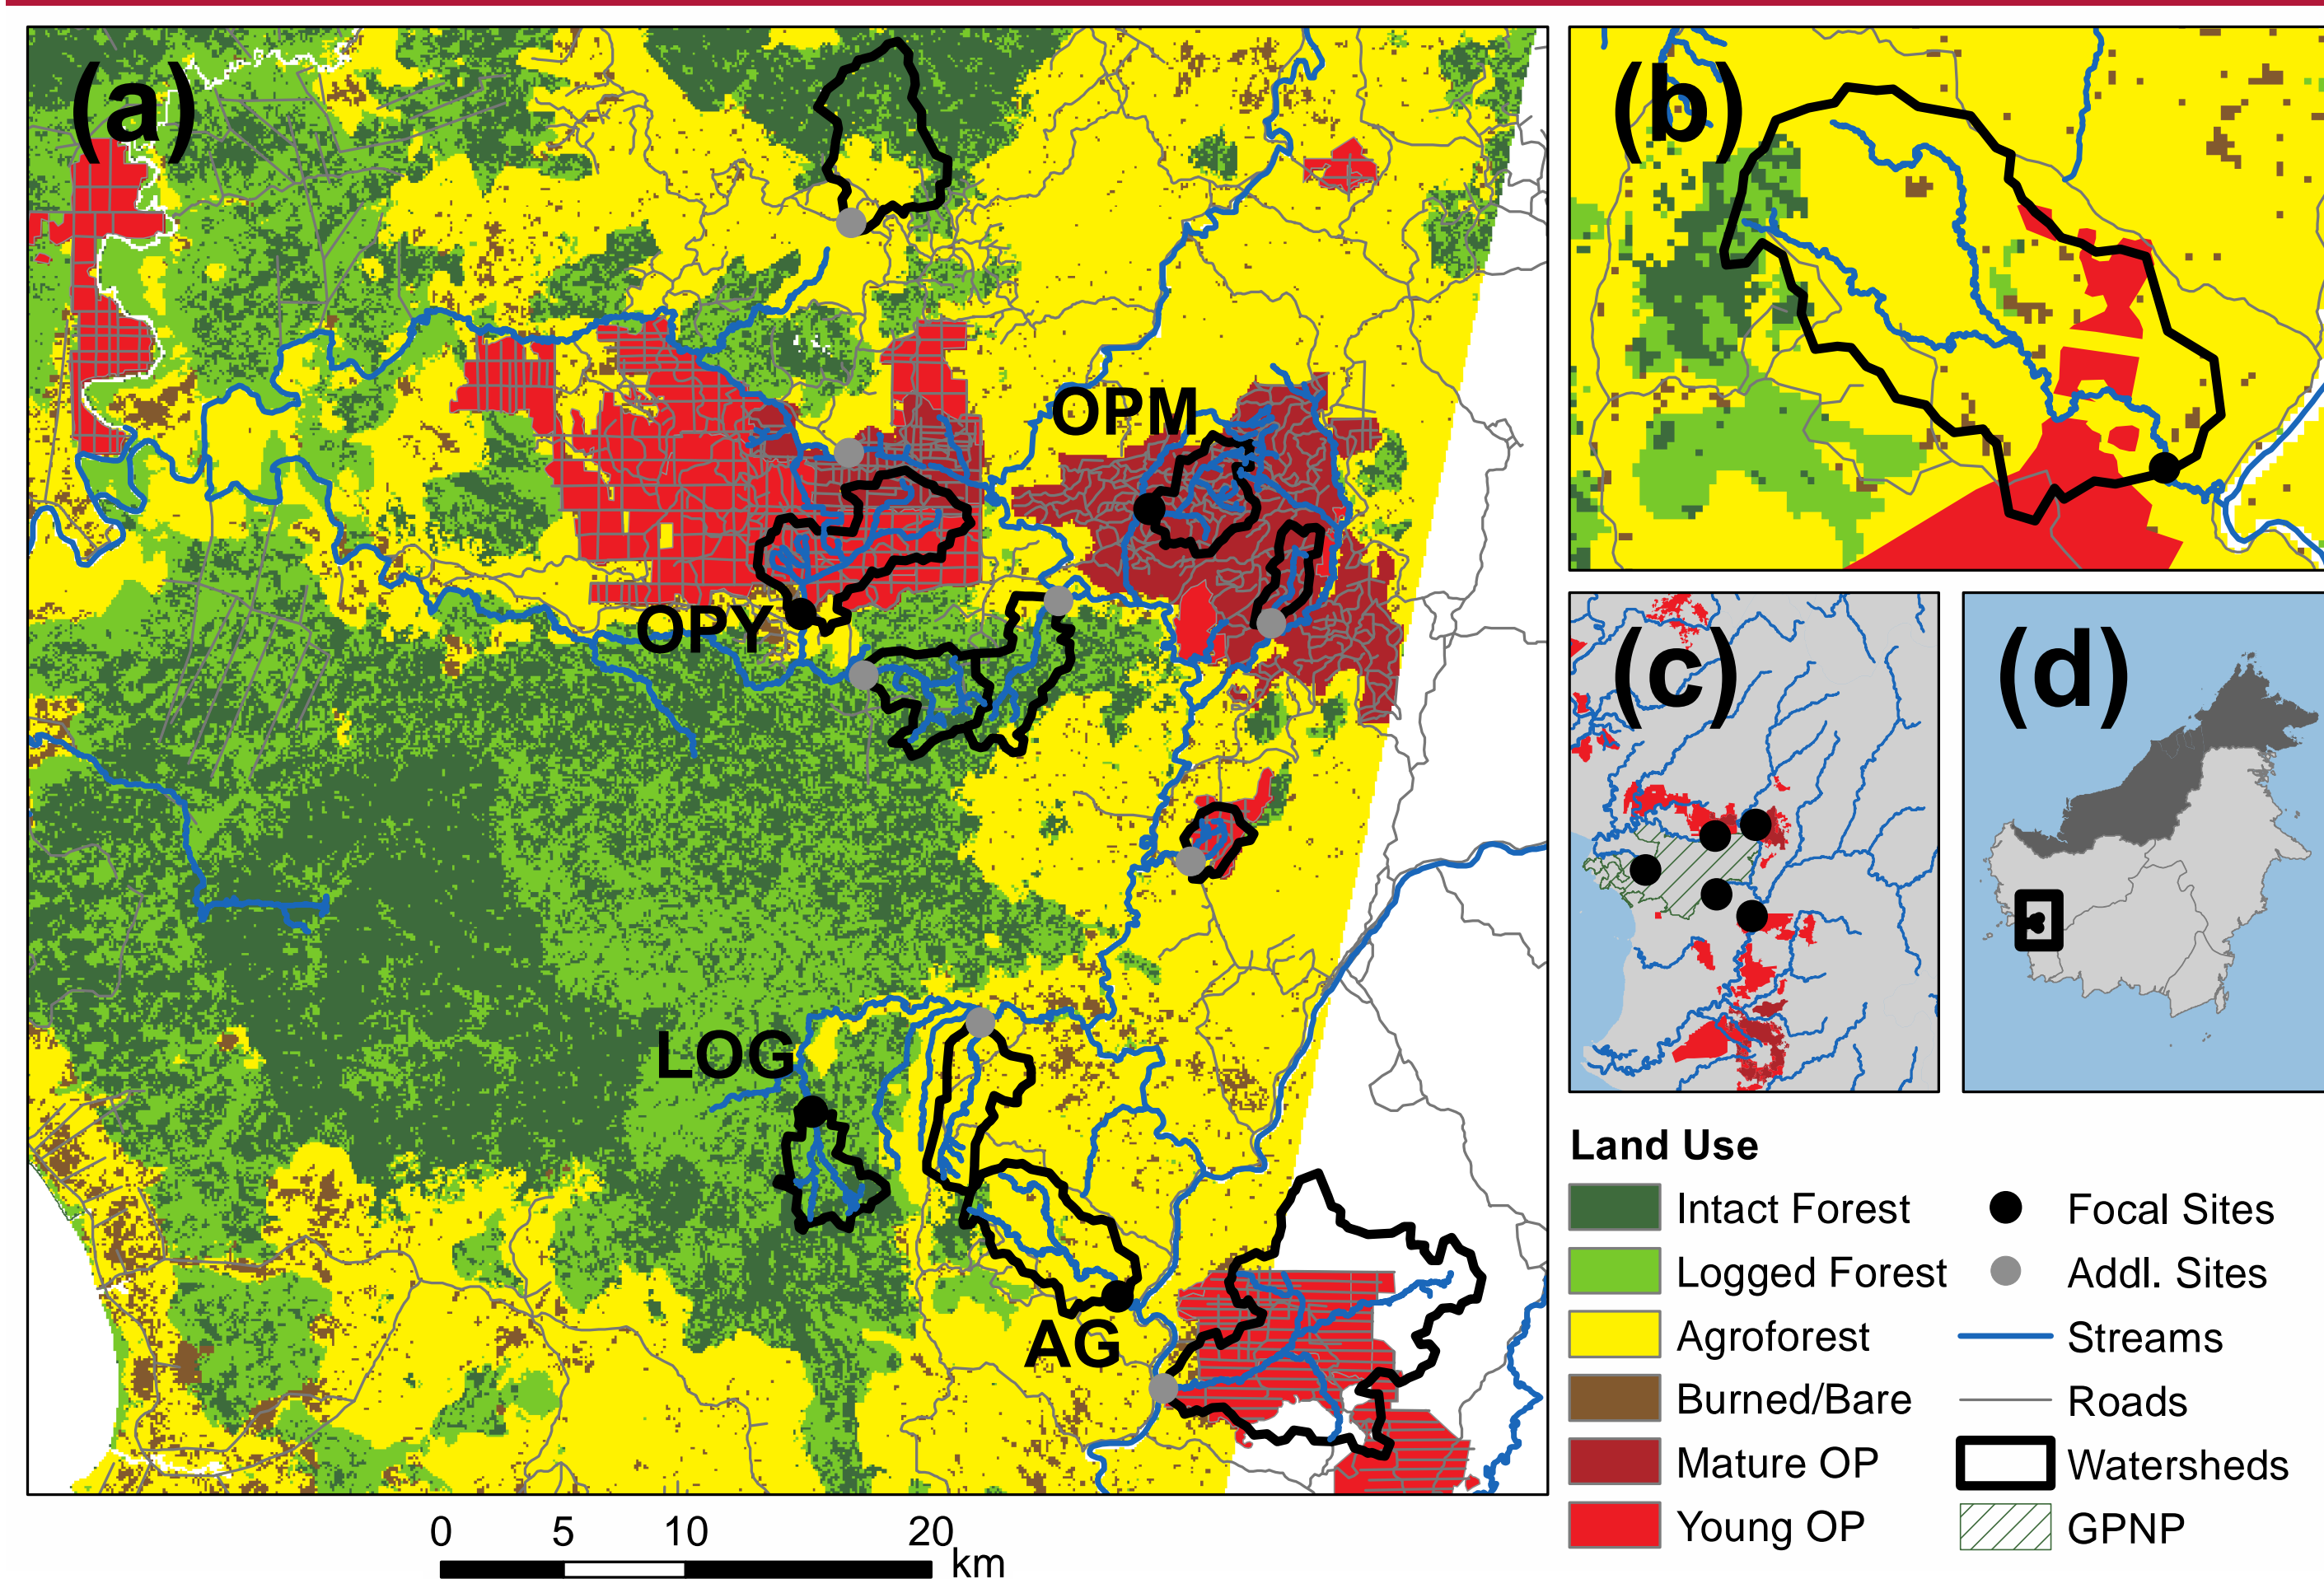 (a)
(b)
OPM
OPY
(c)
(d)
LOG
AG
0 5 10 20
km
Land Use
Intact Forest
Logged Forest
Agroforest
Burned/Bare
Mature OP
Young OP
Focal Sites
Addl. Sites
Streams
Roads
Watersheds
GPNP